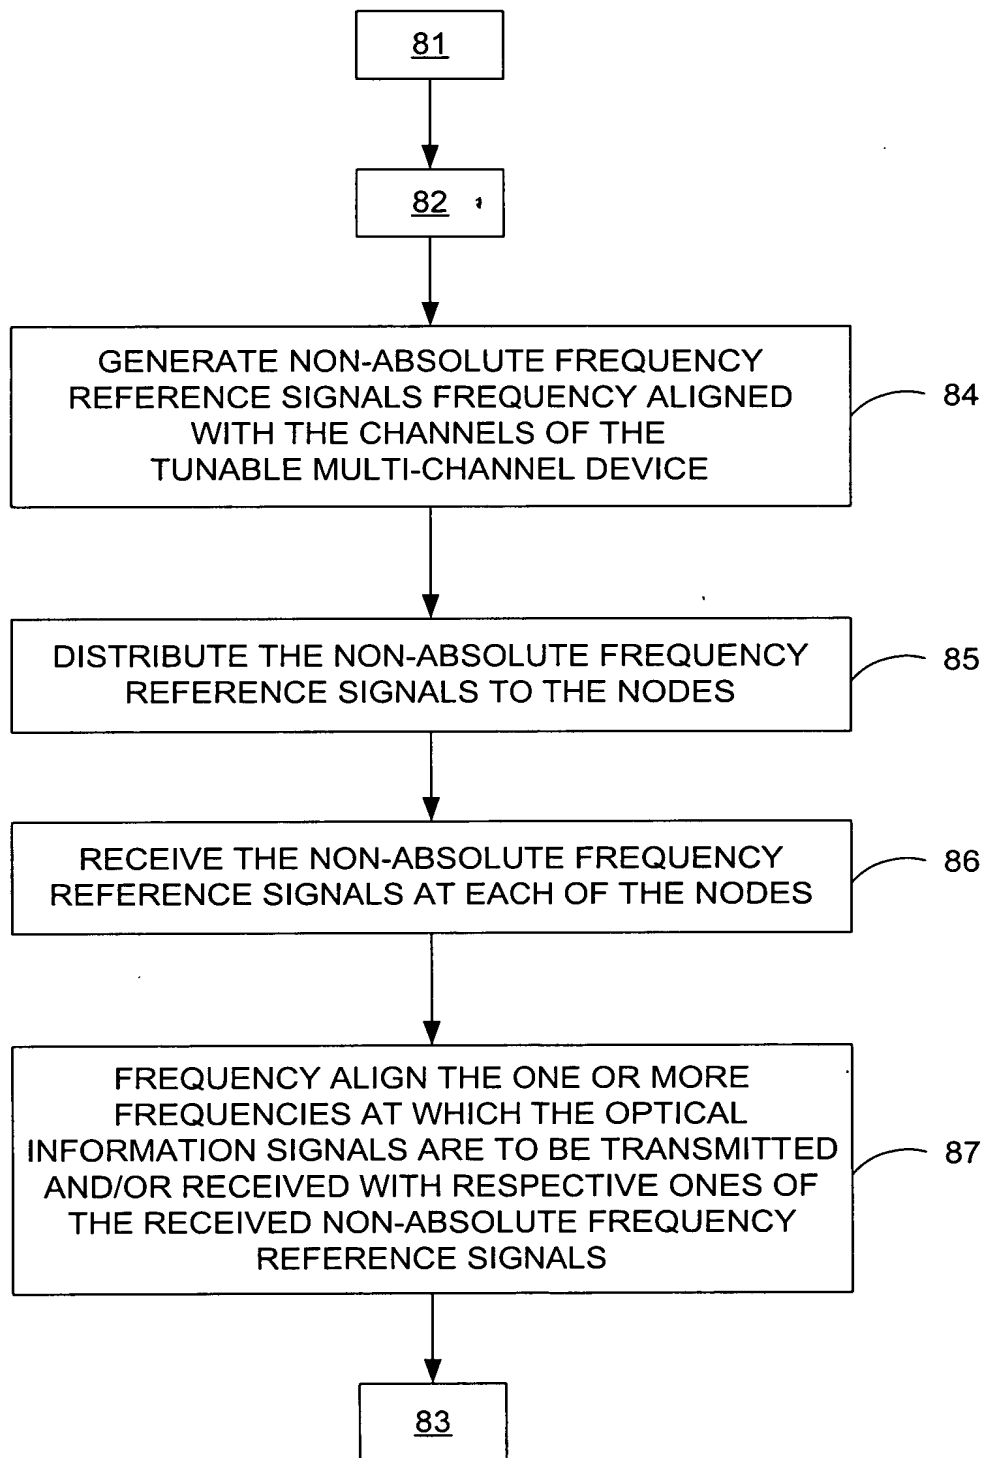 81
82
GENERATE NON-ABSOLUTE FREQUENCY
REFERENCE SIGNALS FREQUENCY ALIGNED
WITH THE CHANNELS OF THE
TUNABLE MULTI-CHANNEL DEVICE
84
DISTRIBUTE THE NON-ABSOLUTE FREQUENCY
REFERENCE SIGNALS TO THE NODES
85
RECEIVE THE NON-ABSOLUTE FREQUENCY
REFERENCE SIGNALS AT EACH OF THE NODES
86
FREQUENCY ALIGN THE ONE OR MORE
FREQUENCIES AT WHICH THE OPTICAL
INFORMATION SIGNALS ARE TO BE TRANSMITTED
AND/OR RECEIVED WITH RESPECTIVE ONES OF
THE RECEIVED NON-ABSOLUTE FREQUENCY
REFERENCE SIGNALS
87
83